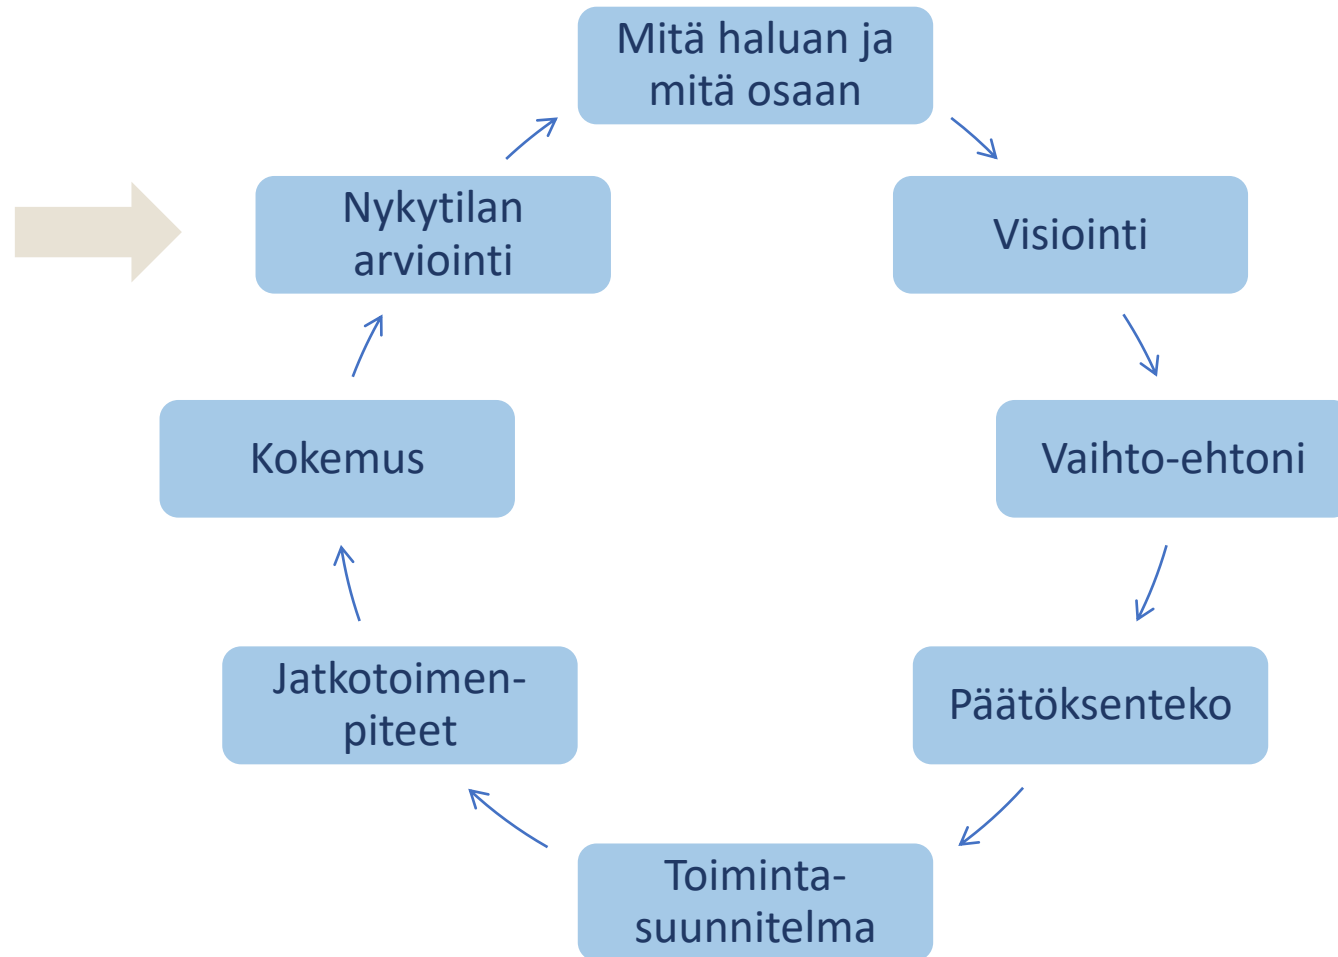 Mitä haluan ja
mitä osaan
Nykytilan
arviointi
Visiointi
Kokemus
Vaihto-ehtoni
Jatkotoimen-
piteet
Päätöksenteko
Toiminta-
suunnitelma